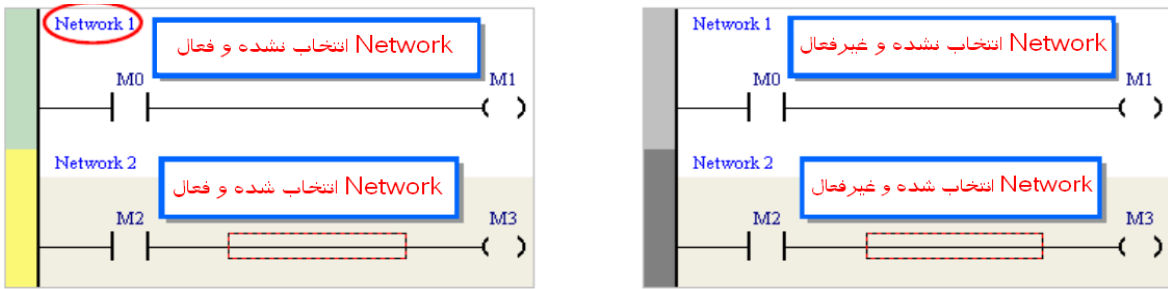 Network 1
Network انتخاب نشده و فعال
M0
M1
Network 2
Network انتخاب شده و فعال
M2
M3
Network 1
Network انتخاب نشده و غیرفعال
M0
M1
Network 2
Network انتخاب شده و غیرفعال
M2
M3